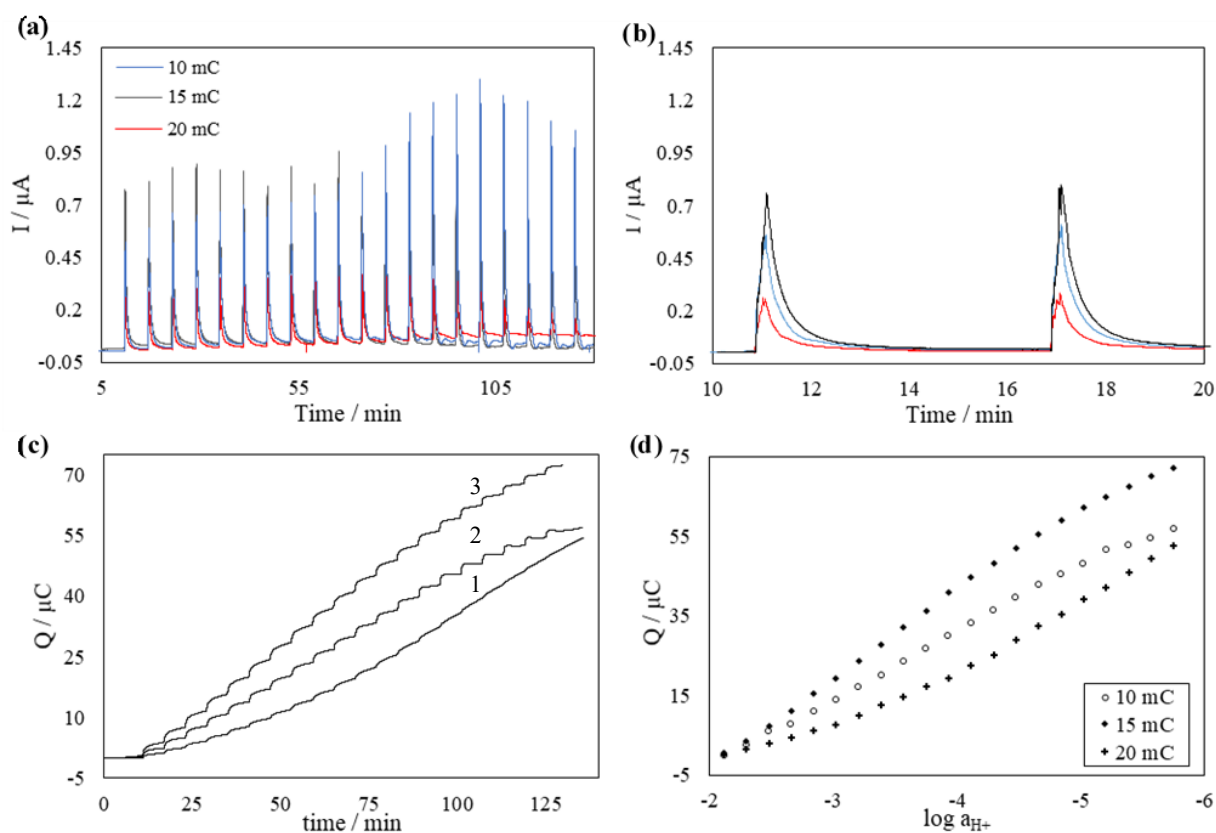 (a)
1.45
1.2
0.95
0.7
0.45
0.2
-0.05
I / µA
10 mC
15 mC
20 mC
5
55
105
Time / min
(b)
1.45
1.2
0.95
0.7
0.45
0.2
-0.05
I / µA
10
12
14
16
18
20
Time / min
(c)
70
55
40
25
10
-5
Q / µC
3
2
1
0
25
50
75
100
125
time / min
(d)
75
55
35
15
-5
Q / µC
10 mC
15 mC
20 mC
-2
-3
-4
-5
-6
log aH+